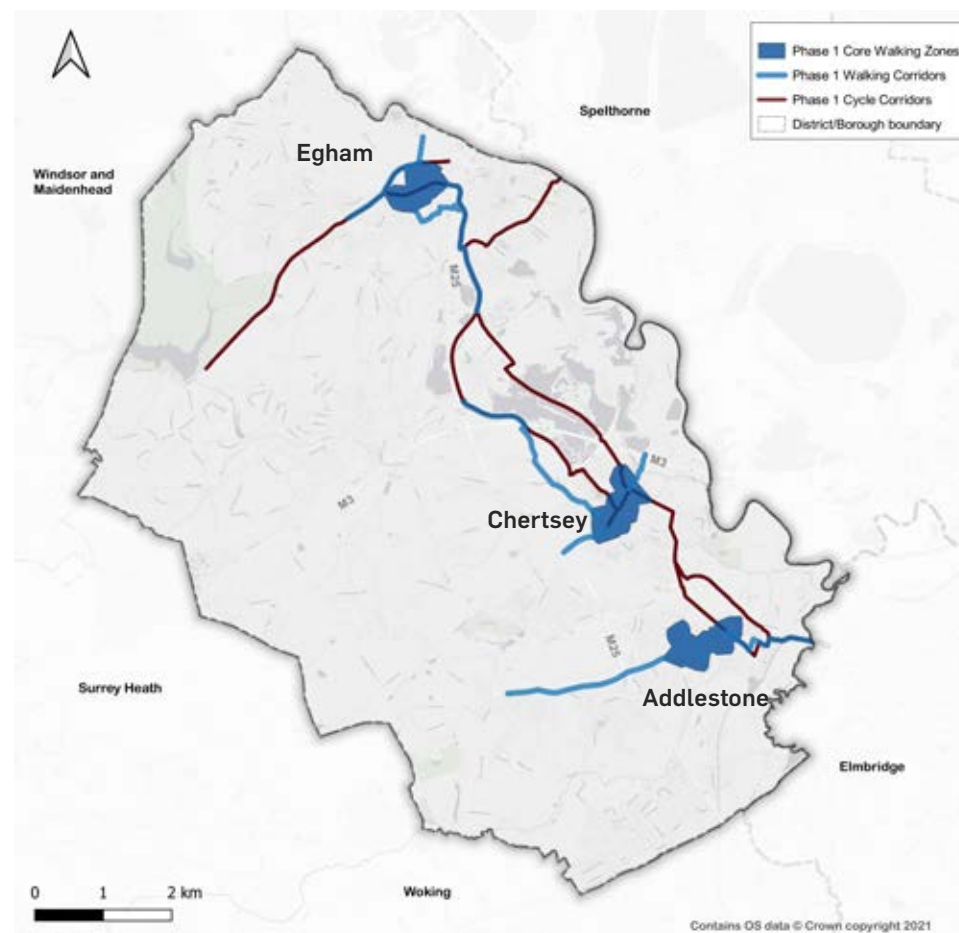 Phase 1 Core Walking Zones
Phase 1 Walking Corridors
Phase 1 Cycle Corridors
District/Borough boundary
Spelthorne
Egham
Windsor and
Maidenhead
M25
M3
M3
Chertsey
M25
Surrey Heath
Addlestone
Elmbridge
Woking
0 1 2 km
Contains OS data © Crown copyright 2021